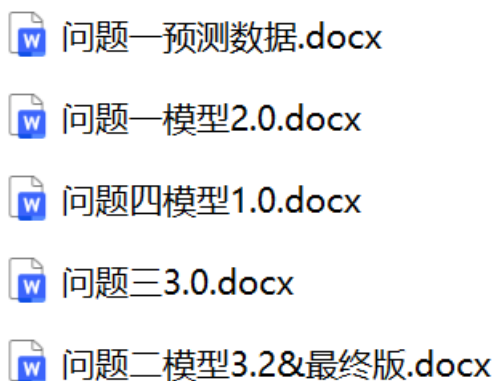 问题一预测数据.docx
问题一模型2.0.docx
问题四模型1.0.docx
问题三3.0.docx
问题二模型3.2&最终版.docx